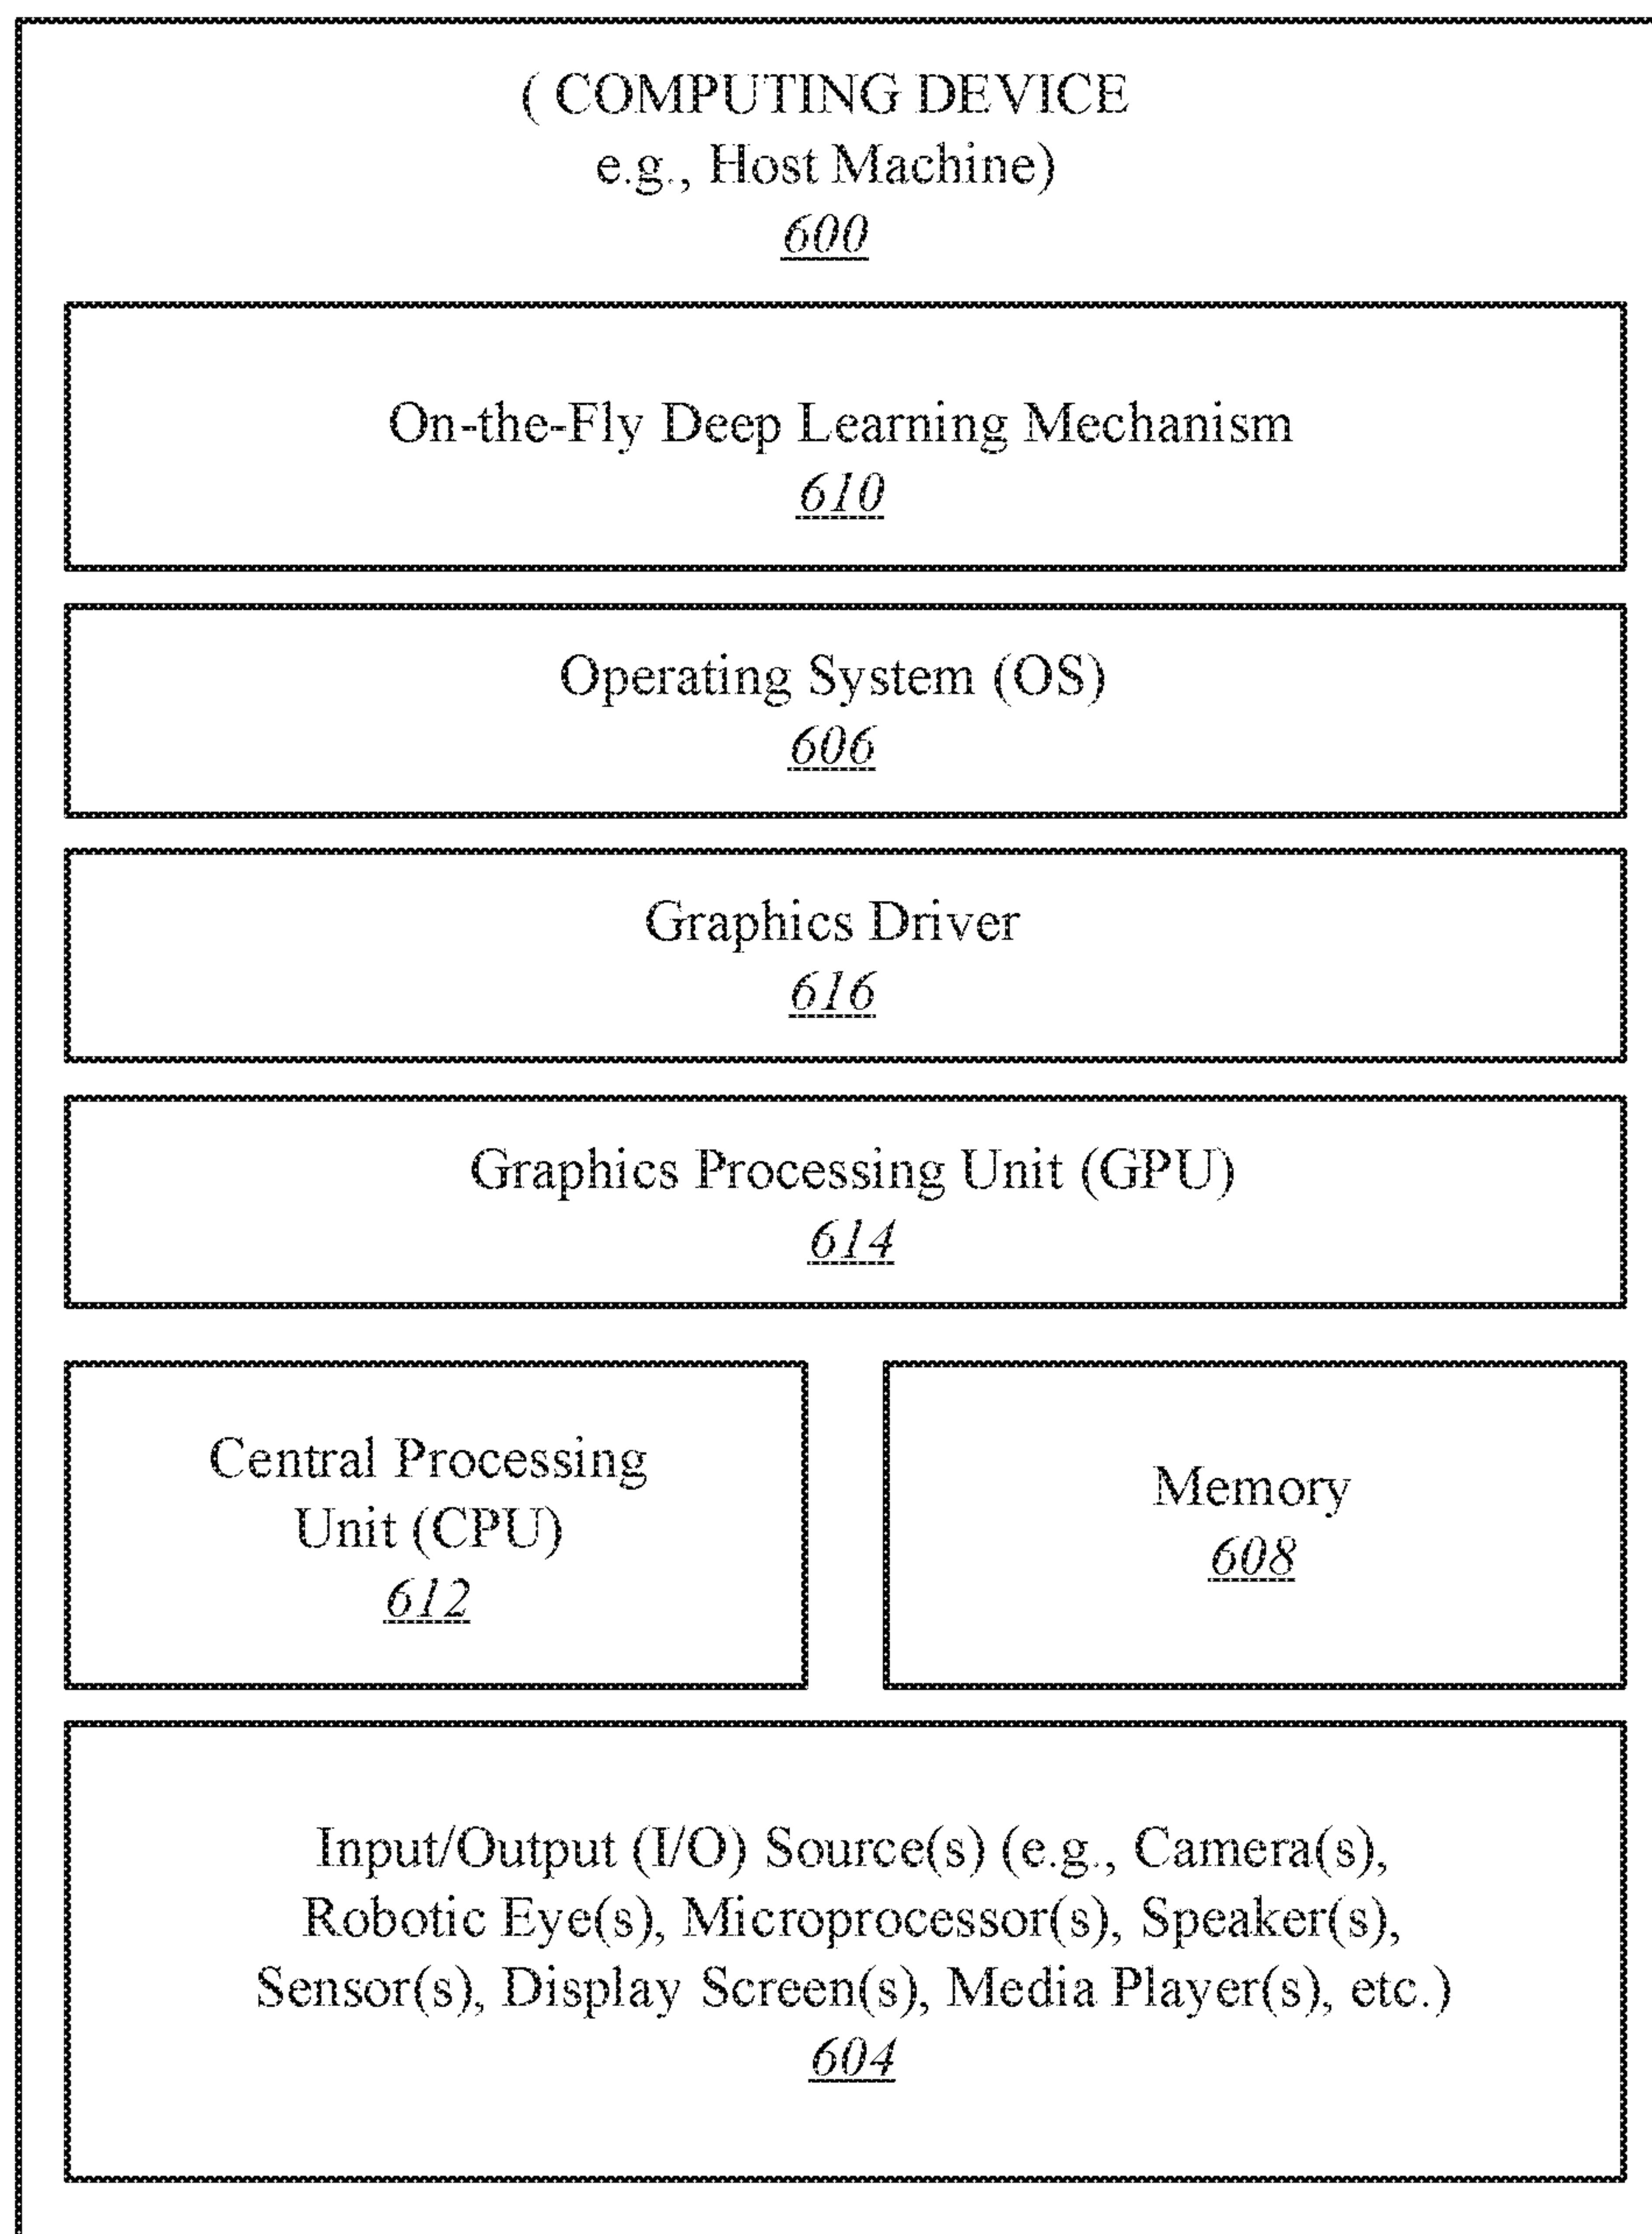 ( COMPUTING DEVICE
e.g., Host Machine)
600
On-the-Fly Deep Learning Mechanism
610
Operating System (OS)
606
Graphics Driver
616
Graphics Processing Unit (GPU)
614
Central Processing
Unit (CPU)
612
Memory
608
Input/Output (I/O) Source(s) (e.g., Camera(s),
Robotic Eye(s), Microprocessor(s), Speaker(s),
Sensor(s), Display Screen(s), Media Player(s), etc.)
604